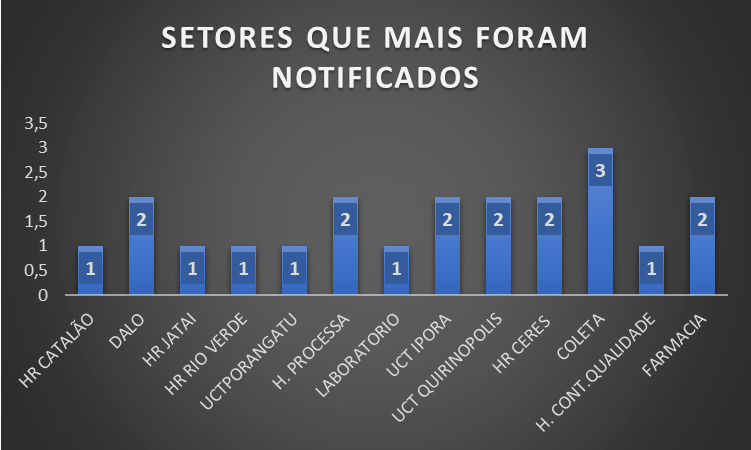 SETORES QUE MAIS FORAM
NOTIFICADOS
3,5
3
2,5
2
1,5
1
0,5
0
1
2
1
1
1
2
1
2
2
2
3
1
2
HR CATALÃO
DALO
HR JATAI
HR RIO VERDE
UCTPORANGATU
H. PROCESSA
LABORATORIO
UCT IPORA
UCT QUIRINOPOLIS
HR CERES
COLETA
H. CONT.QUALIDADE
FARMACIA